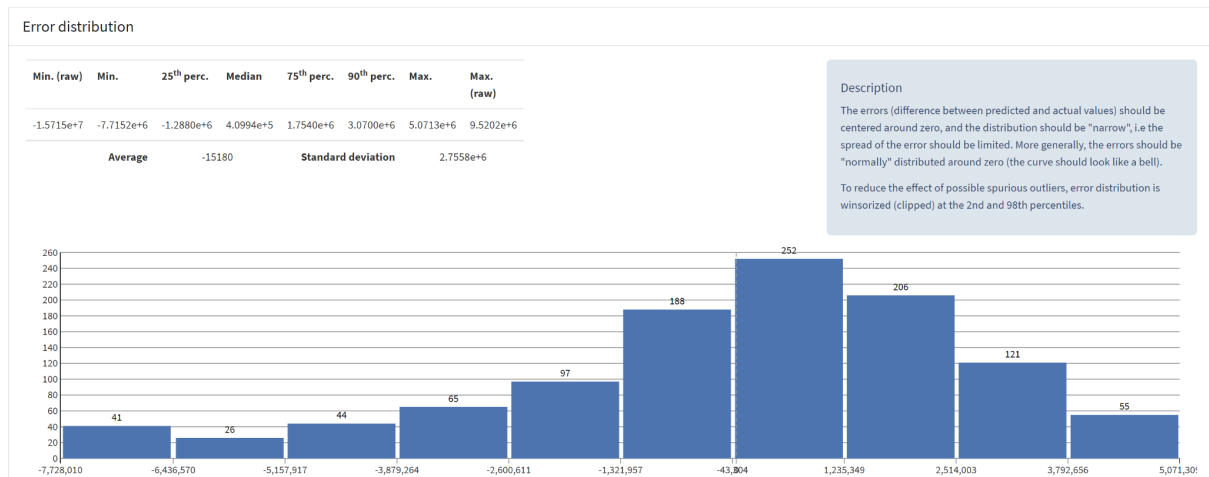 Error distribution
Min. (raw) Min. 25th perc. Median 75th perc. 90th perc. Max. Max. (raw)
-1.5715e+7 -7.7152e+6 -1.2880e+6 4.0994e+5 1.7540e+6 3.0700e+6 5.0713e+6 9.5202e+6
Average -15180 Standard deviation 2.7558e+6
Description
The errors (difference between predicted and actual values) should be
centered around zero, and the distribution should be "narrow", i.e the
spread of the error should be limited. More generally, the errors should be
"normally" distributed around zero (the curve should look like a bell).
To reduce the effect of possible spurious outliers, error distribution is
winsorized (clipped) at the 2nd and 98th percentiles.
260
240
220
200
180
160
140
120
100
80
60
40
20
0
41
26
44
65
97
188
252
206
121
55
-7,728,010 -6,436,570 -5,157,917 -3,879,264 -2,600,611 -1,321,957 1,235,349 2,514,003 3,792,656 5,071,309